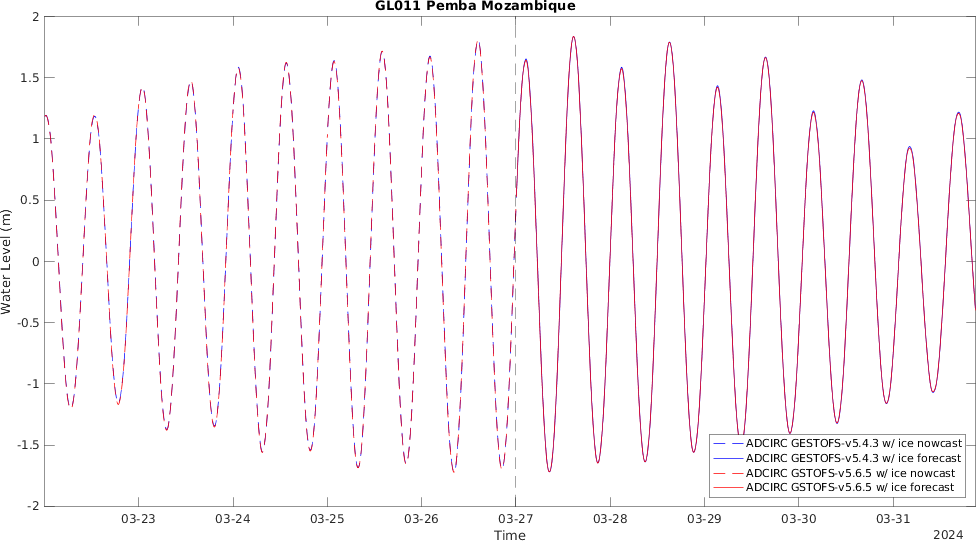 GL011 Pemba Mozambique
2
1.5
1
0.5
0
-0.5
-1
-1.5
-2
Water Level (m)
03-23
03-24
03-25
03-26
03-27
03-28
03-29
03-30
03-31
Time
2024
ADCIRC GESTOFS-v5.4.3 w/ ice nowcast
ADCIRC GESTOFS-v5.4.3 w/ ice forecast
ADCIRC GSTOFS-v5.6.5 w/ ice nowcast
ADCIRC GSTOFS-v5.6.5 w/ ice forecast